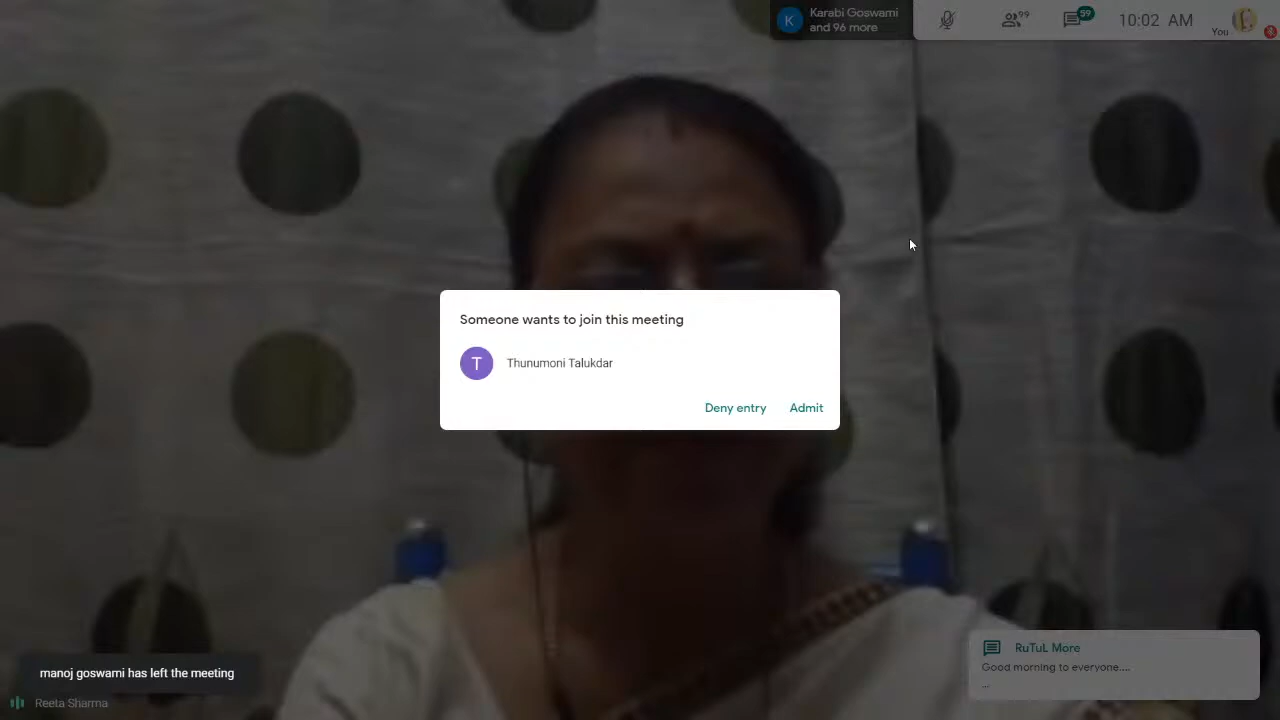 K
Karabi Goswami
and 96 more
99
59
10:02 AM
You
Someone wants to join this meeting
T
Thunumoni Talukdar
Deny entry
Admit
RuTuL More
Good morning to everyone....
...
manoj goswami has left the meeting
Reeta Sharma